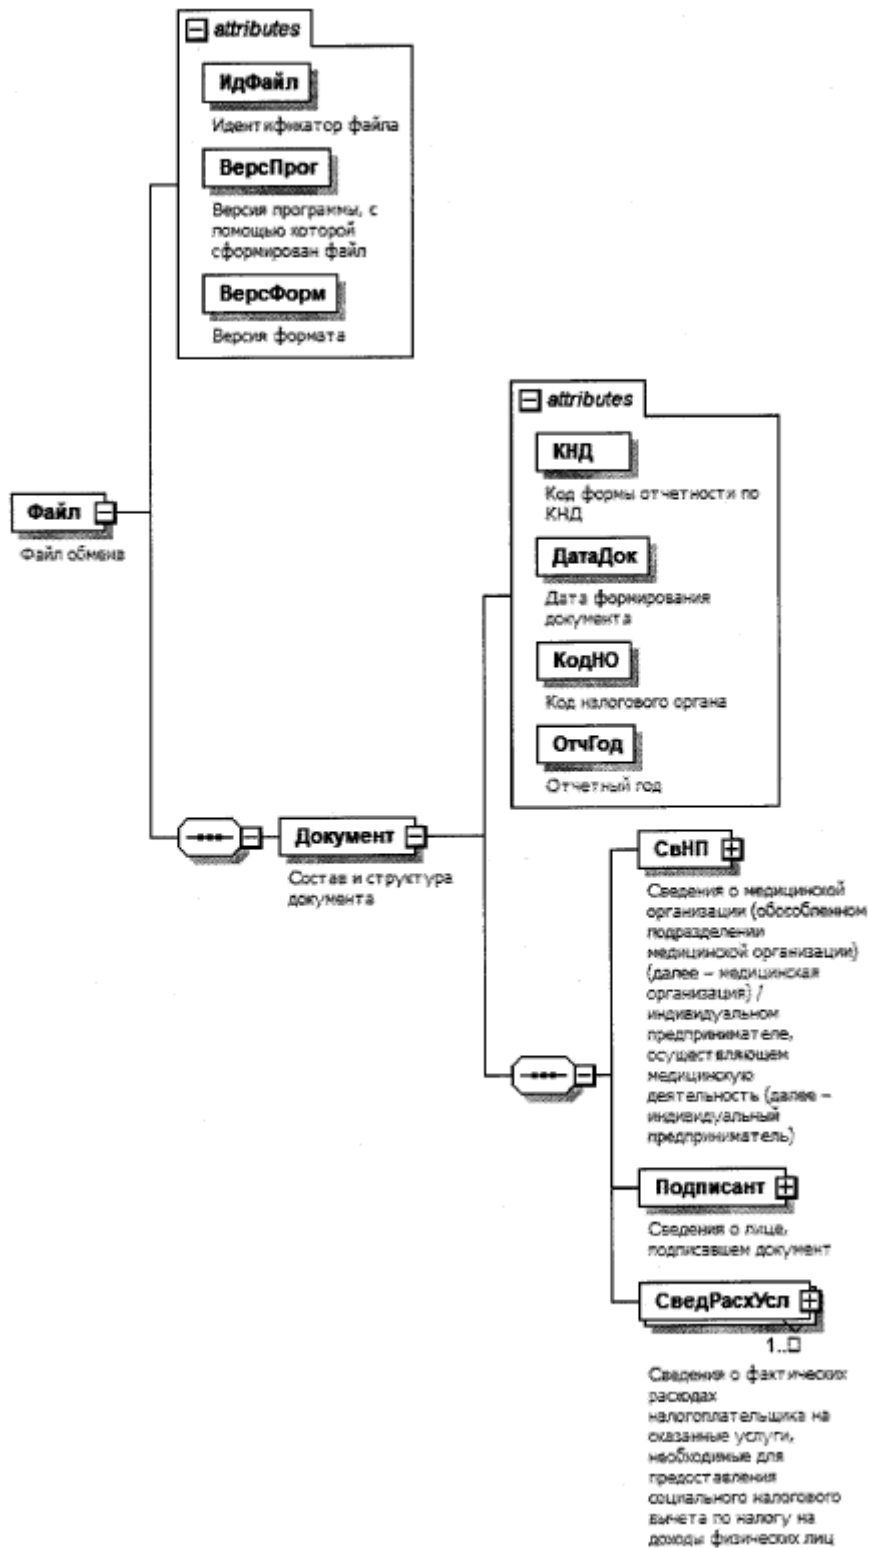 attributes
ИдФайл
Идентификатор файла
ВерсПрог
Версия программы, с
помощью которой
сформирован файл
ВерсФорм
Версия формата
Файл
Файл обмена
Документ
Состав и структура
документа
attributes
КНД
Код формы отчетности по
КНД
ДатаДок
Дата формирования
документа
КодНО
Код налогового органа
ОтчГод
Отчетный год
СвНП
Сведения о медицинской
организации (обособленном
подразделении
медицинской организации)
(далее – медицинская
организация) /
индивидуальном
предпринимателе,
осуществляющем
медицинскую
деятельность (далее –
индивидуальный
предприниматель)
Подписант
Сведения о лице,
подписавшем документ
СведРасхУсл
1..□
Сведения о фактических
расходах
налогоплательщика на
оказанные услуги,
необходимые для
предоставления
социального налогового
вычета по налогу на
доходы физических лиц